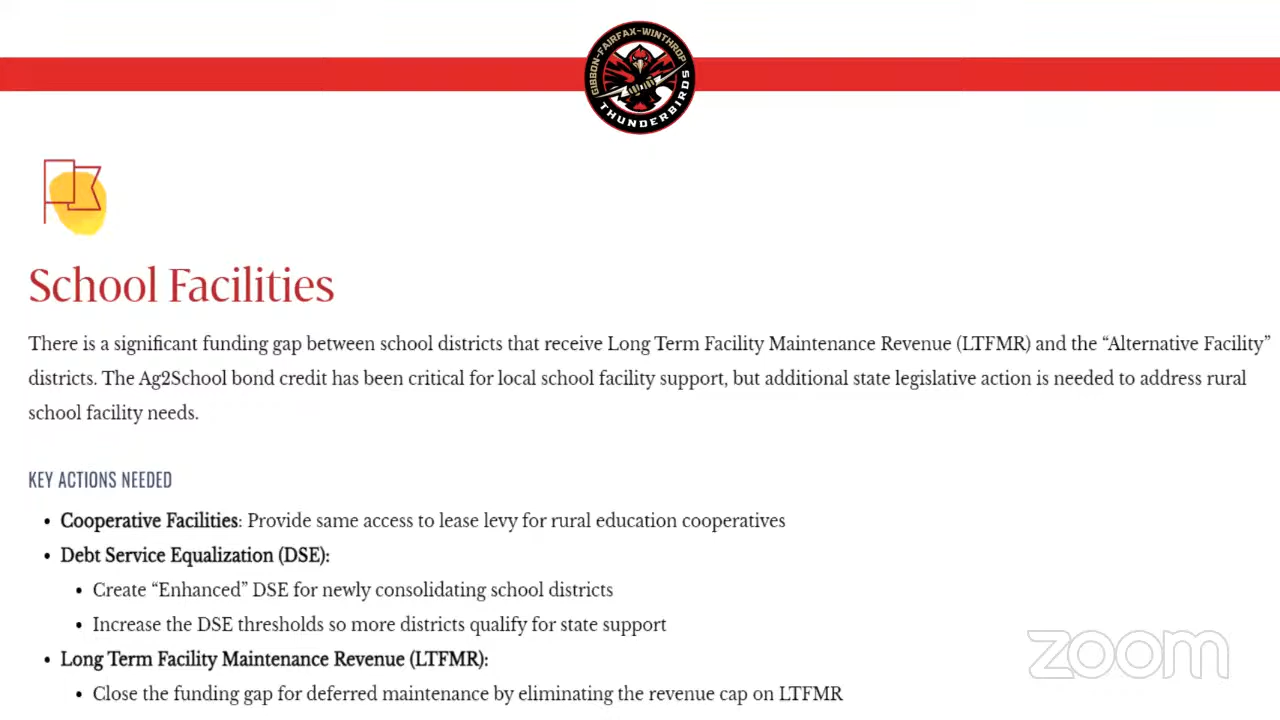 GIBBON-FAIRFAX-WINTHROP
THUNDERBIRDS
School Facilities
There is a significant funding gap between school districts that receive Long Term Facility Maintenance Revenue (LTFMR) and the “Alternative Facility”
districts. The Ag2School bond credit has been critical for local school facility support, but additional state legislative action is needed to address rural
school facility needs.
KEY ACTIONS NEEDED
• Cooperative Facilities: Provide same access to lease levy for rural education cooperatives
• Debt Service Equalization (DSE):
• Create “Enhanced” DSE for newly consolidating school districts
• Increase the DSE thresholds so more districts qualify for state support
• Long Term Facility Maintenance Revenue (LTFMR):
• Close the funding gap for deferred maintenance by eliminating the revenue cap on LTFMR
zoom